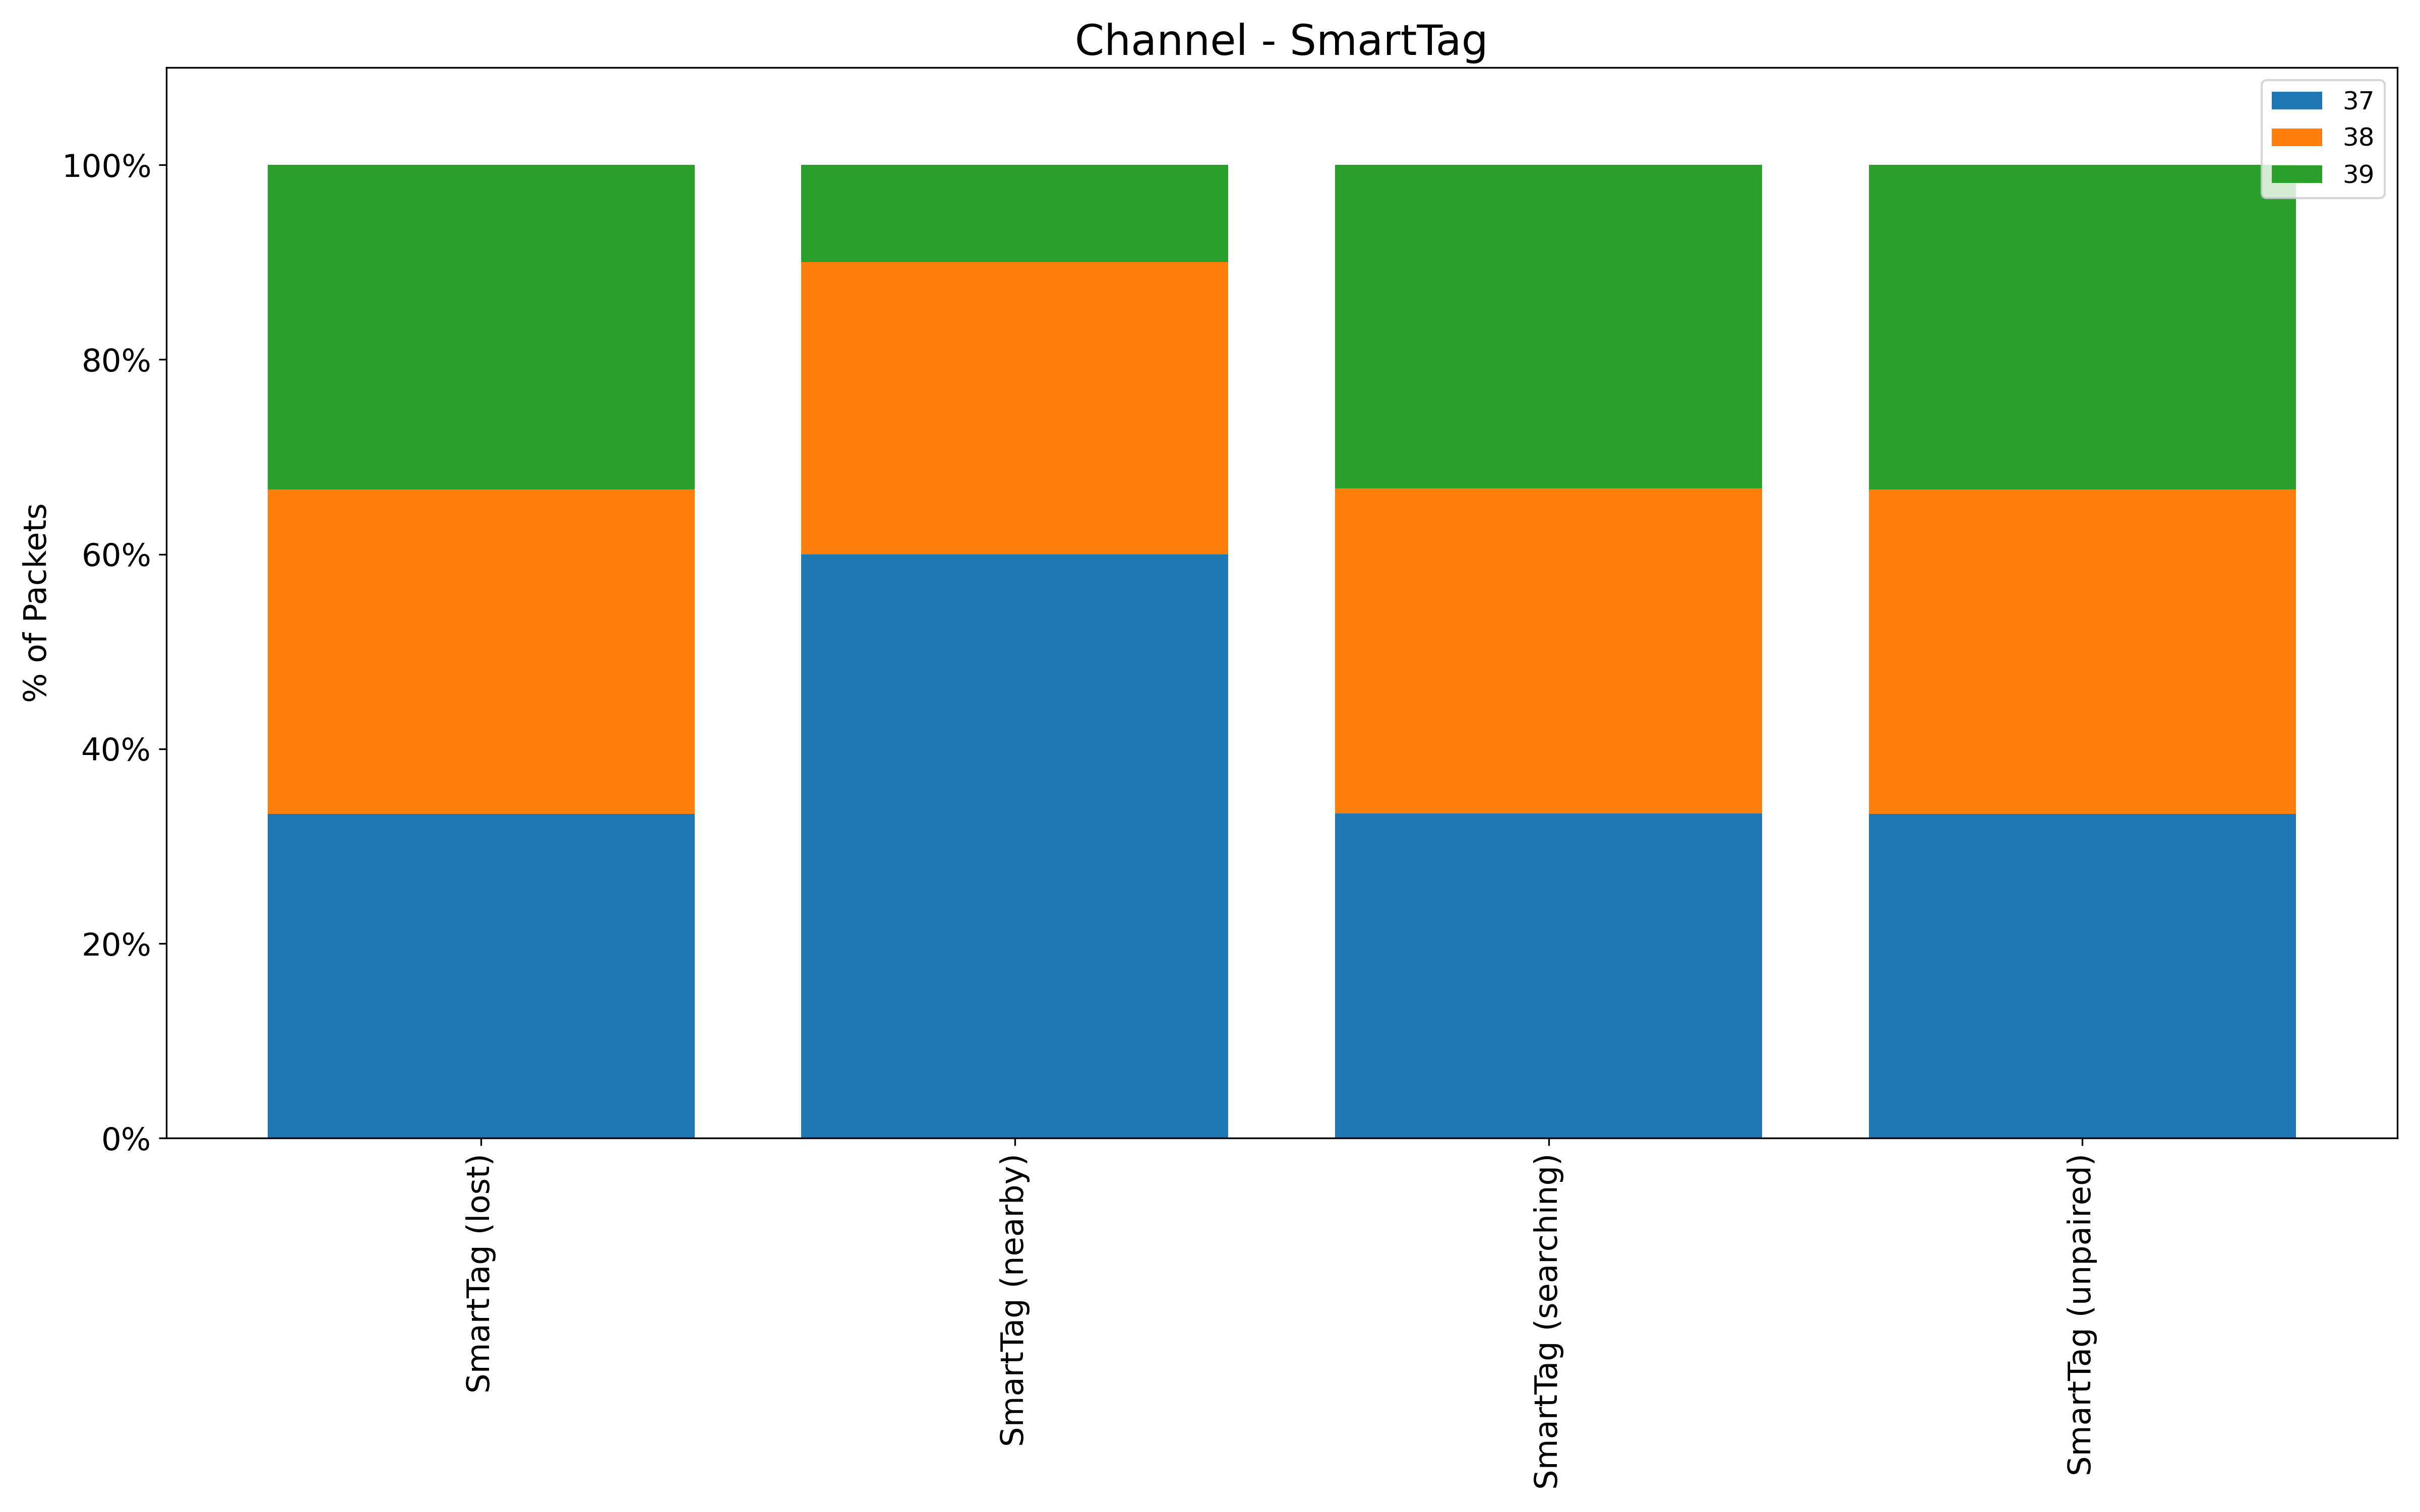 Channel - SmartTag
37
38
39
100%
80%
60%
40%
20%
0%
% of Packets
SmartTag (lost)
SmartTag (nearby)
SmartTag (searching)
SmartTag (unpaired)